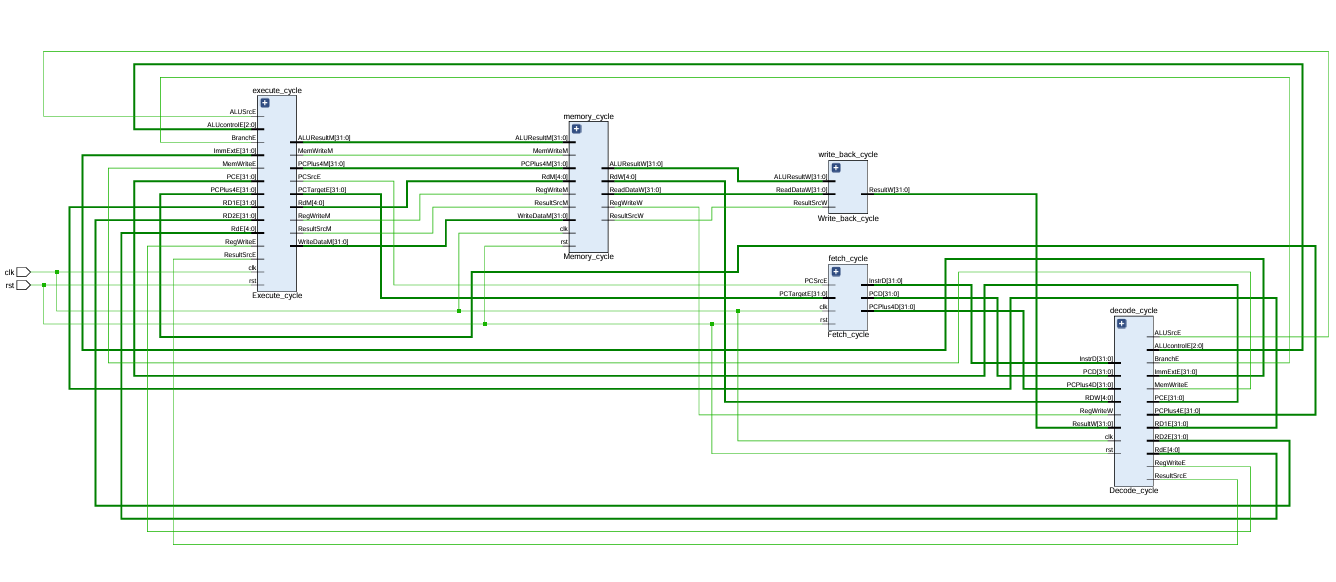 clk
rst
execute_cycle
ALUSrcE
ALUcontrolE[2:0]
BranchE
ImmExtE[31:0]
MemWriteE
PCE[31:0]
PCPlus4E[31:0]
RD1E[31:0]
RD2E[31:0]
RdE[4:0]
RegWriteE
ResultSrcE
clk
rst
ALUResultM[31:0]
MemWriteM
PCPlus4M[31:0]
PCSrcE
PCTargetE[31:0]
RdM[4:0]
RegWriteM
ResultSrcM
WriteDataM[31:0]
Execute_cycle
memory_cycle
ALUResultM[31:0]
MemWriteM
PCPlus4M[31:0]
RdM[4:0]
RegWriteM
ResultSrcM
WriteDataM[31:0]
clk
rst
ALUResultW[31:0]
RdW[4:0]
ReadDataW[31:0]
RegWriteW
ResultSrcW
Memory_cycle
write_back_cycle
ALUResultW[31:0]
ReadDataW[31:0]
ResultSrcW
ResultW[31:0]
Write_back_cycle
fetch_cycle
PCSrcE
PCTargetE[31:0]
clk
rst
InstrD[31:0]
PCD[31:0]
PCPlus4D[31:0]
Fetch_cycle
decode_cycle
InstrD[31:0]
PCD[31:0]
PCPlus4D[31:0]
RDW[4:0]
RegWriteW
ResultW[31:0]
clk
rst
ALUSrcE
ALUcontrolE[2:0]
BranchE
ImmExtE[31:0]
MemWriteE
PCE[31:0]
PCPlus4E[31:0]
RD1E[31:0]
RD2E[31:0]
RdE[4:0]
RegWriteE
ResultSrcE
Decode_cycle